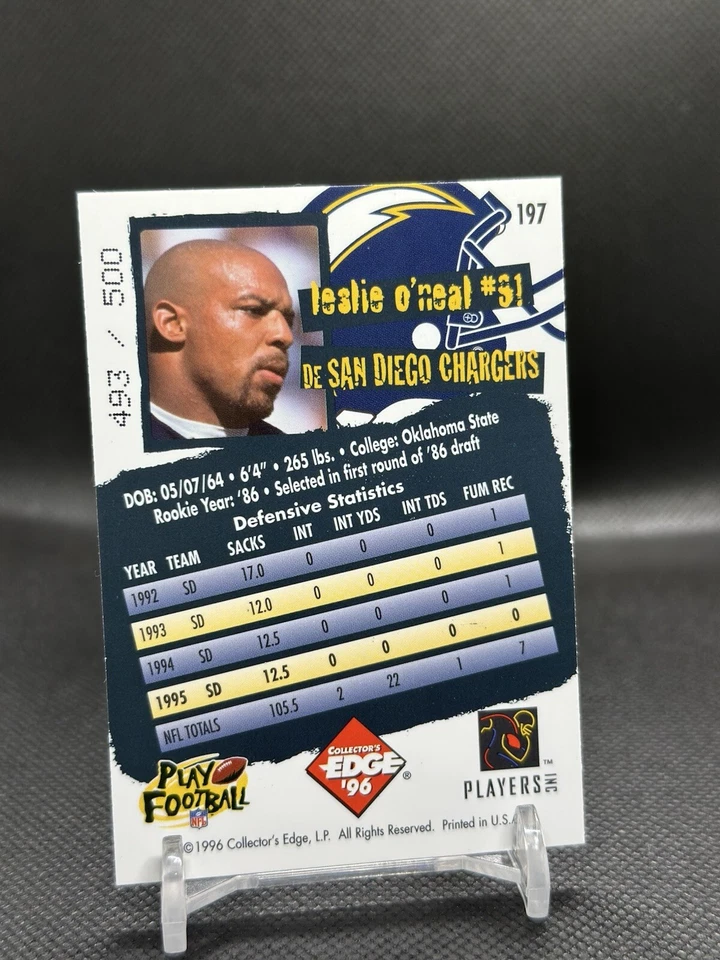 197
493 / 500
leslie o'neal #91
DE SAN DIEGO CHARGERS
DOB: 05/07/64 • 6'4" • 265 lbs. • College: Oklahoma State
Rookie Year: '86 • Selected in first round of '86 draft
Defensive Statistics
YEAR TEAM SACKS INT INT YDS INT TDS FUM REC
1992 SD 17.0 0 0 0 1
1993 SD 12.0 0 0 0 1
1994 SD 12.5 0 0 0 1
1995 SD 12.5 0 0 0 0
NFL TOTALS 105.5 2 22 1 7
PLAY
FOOTBALL
NFL
COLLECTOR'S
EDGE ®
'96
TM
PLAYERS INC
©1996 Collector's Edge, L.P. All Rights Reserved. Printed in U.S.A